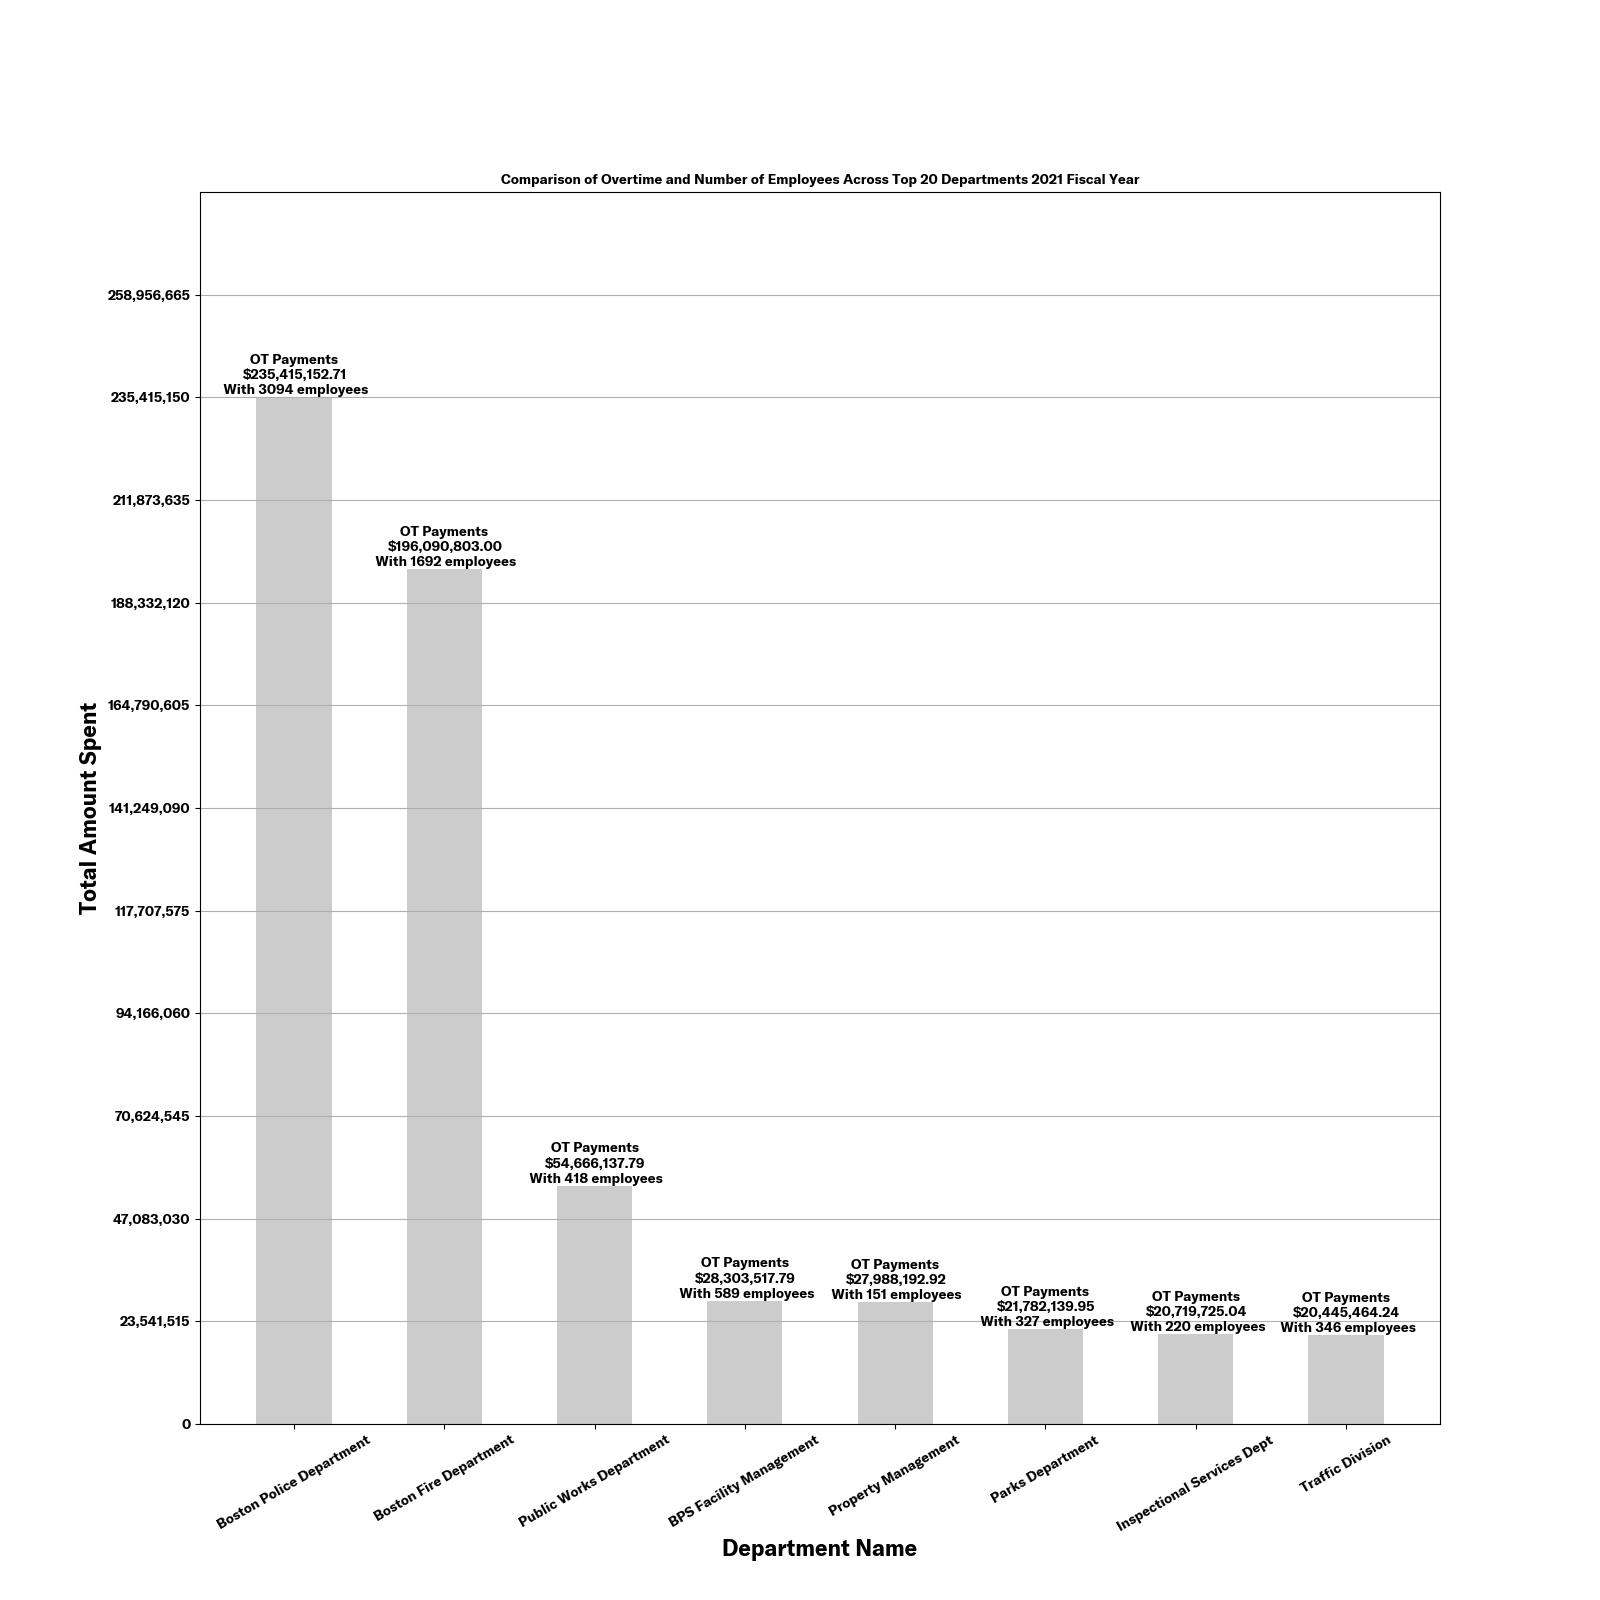 Comparison of Overtime and Number of Employees Across Top 20 Departments 2021 Fiscal Year
Total Amount Spent
258,956,665
235,415,150
211,873,635
188,332,120
164,790,605
141,249,090
117,707,575
94,166,060
70,624,545
47,083,030
23,541,515
0
OT Payments
$235,415,152.71
With 3094 employees
OT Payments
$196,090,803.00
With 1692 employees
OT Payments
$54,666,137.79
With 418 employees
OT Payments
$28,303,517.79
With 589 employees
OT Payments
$27,988,192.92
With 151 employees
OT Payments
$21,782,139.95
With 327 employees
OT Payments
$20,719,725.04
With 220 employees
OT Payments
$20,445,464.24
With 346 employees
Boston Police Department
Boston Fire Department
Public Works Department
BPS Facility Management
Property Management
Parks Department
Inspectional Services Dept
Traffic Division
Department Name